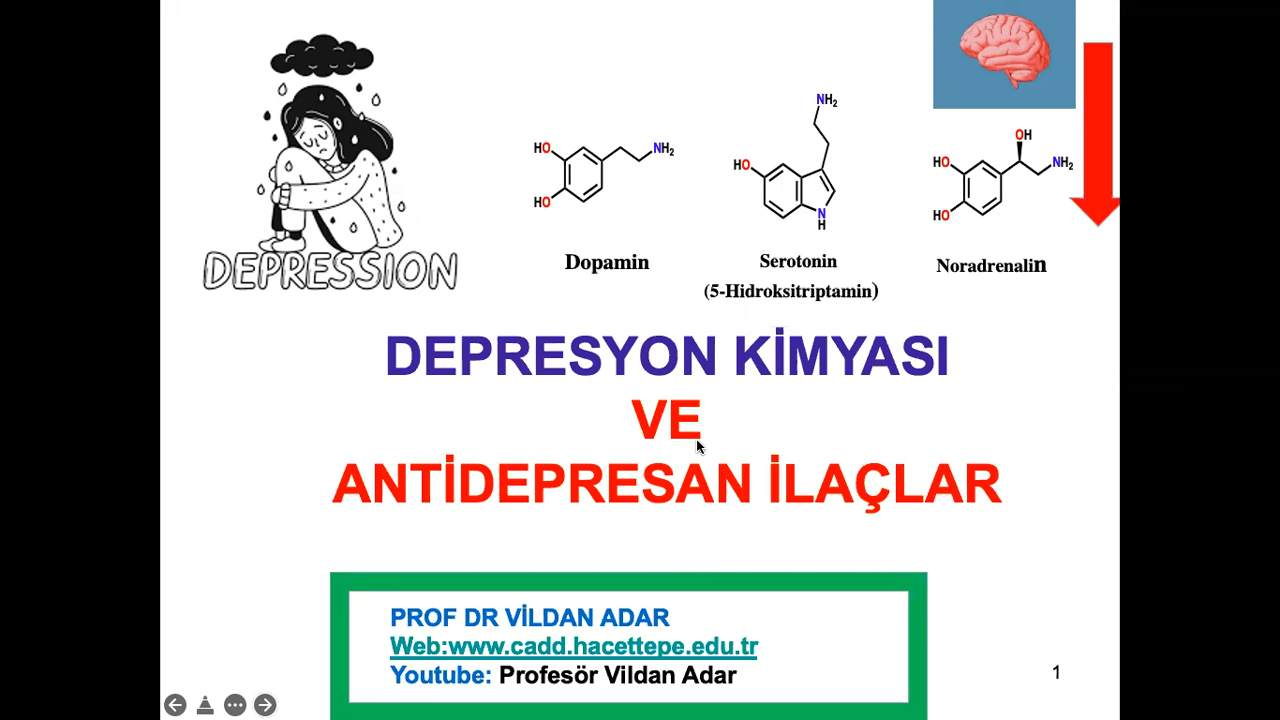 DEPRESSION
HO
HO
NH2
Dopamin
NH2
HO
N
H
Serotonin
(5-Hidroksitriptamin)
OH
HO
NH2
HO
Noradrenalin
DEPRESYON KİMYASI
VE
ANTİDEPRESAN İLAÇLAR
PROF DR VİLDAN ADAR
Web:www.cadd.hacettepe.edu.tr
Youtube: Profesör Vildan Adar
1